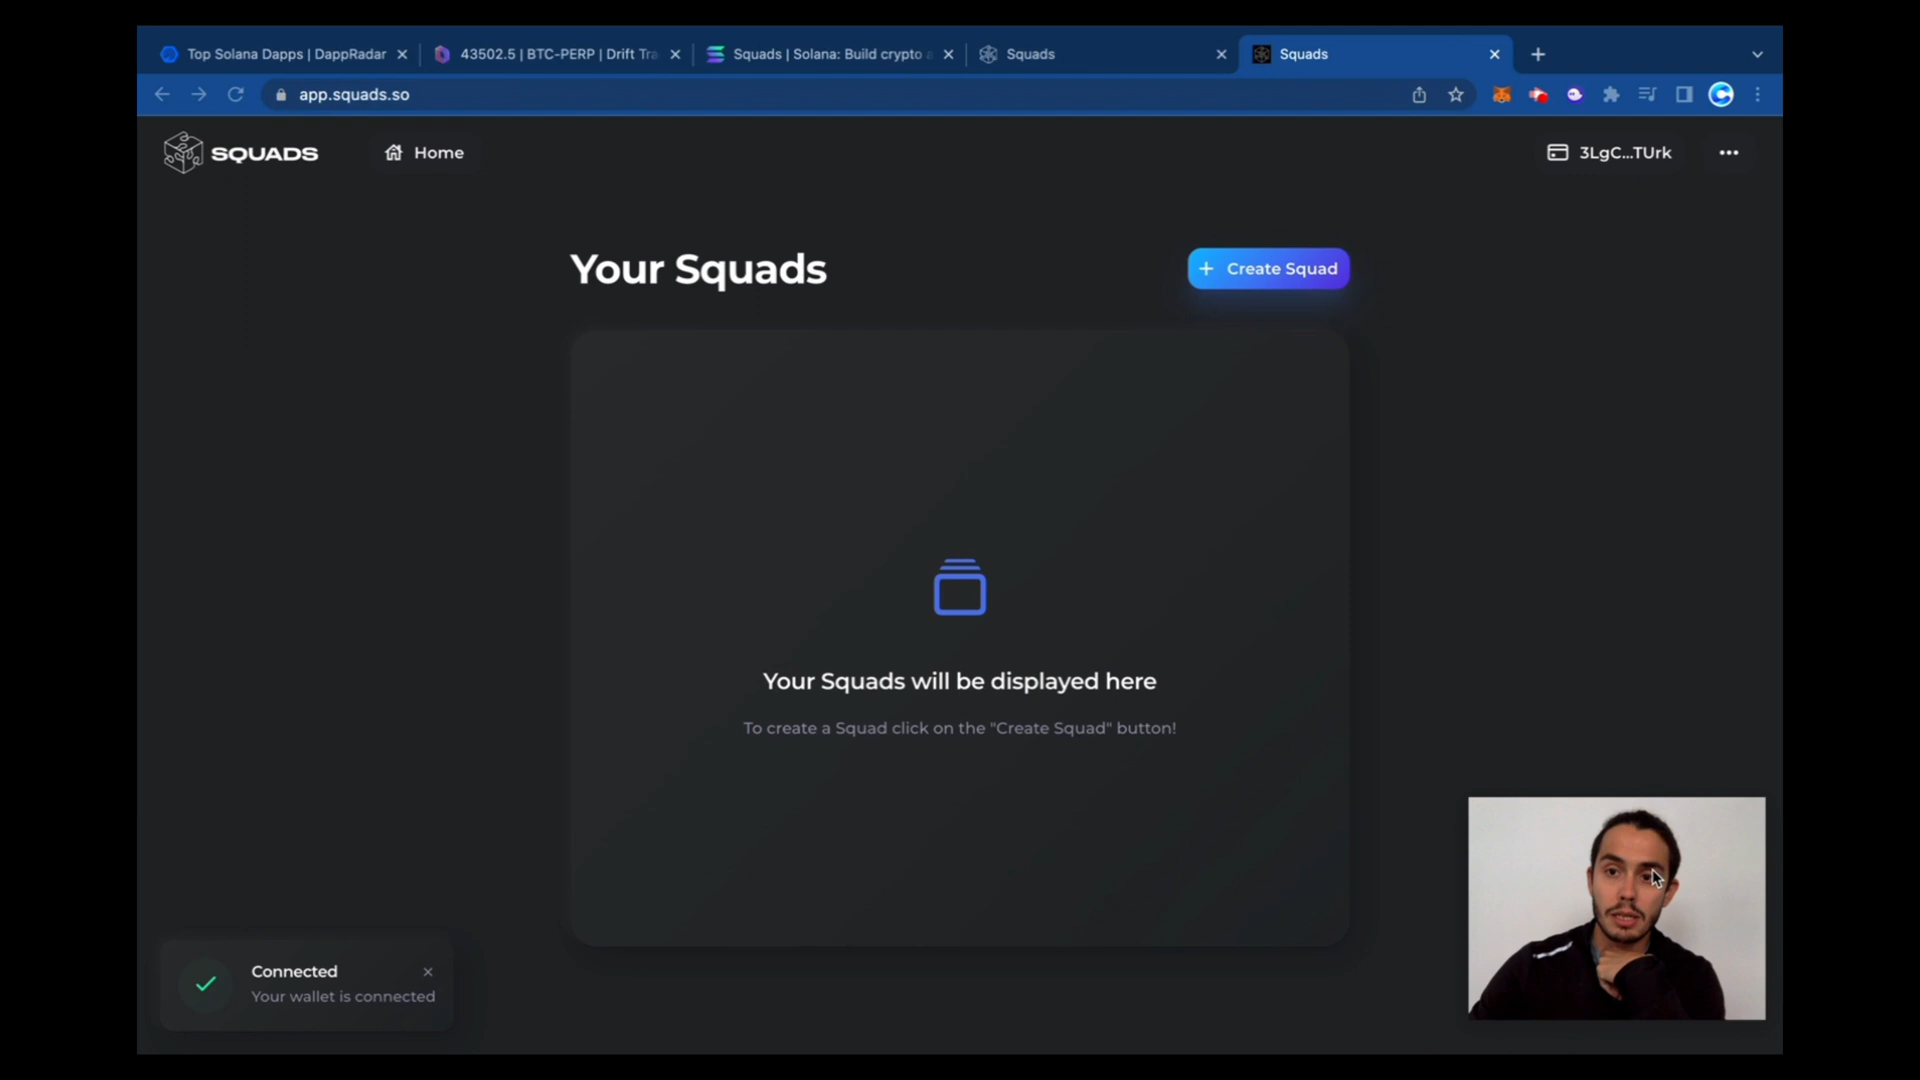 Top Solana Dapps | DappRadar
43502.5 | BTC-PERP | Drift Tra
Squads | Solana: Build crypto a
Squads
Squads
app.squads.so
SQUADS
Home
3LgC...TUrk
Your Squads
Create Squad
Your Squads will be displayed here
To create a Squad click on the "Create Squad" button!
Connected
Your wallet is connected